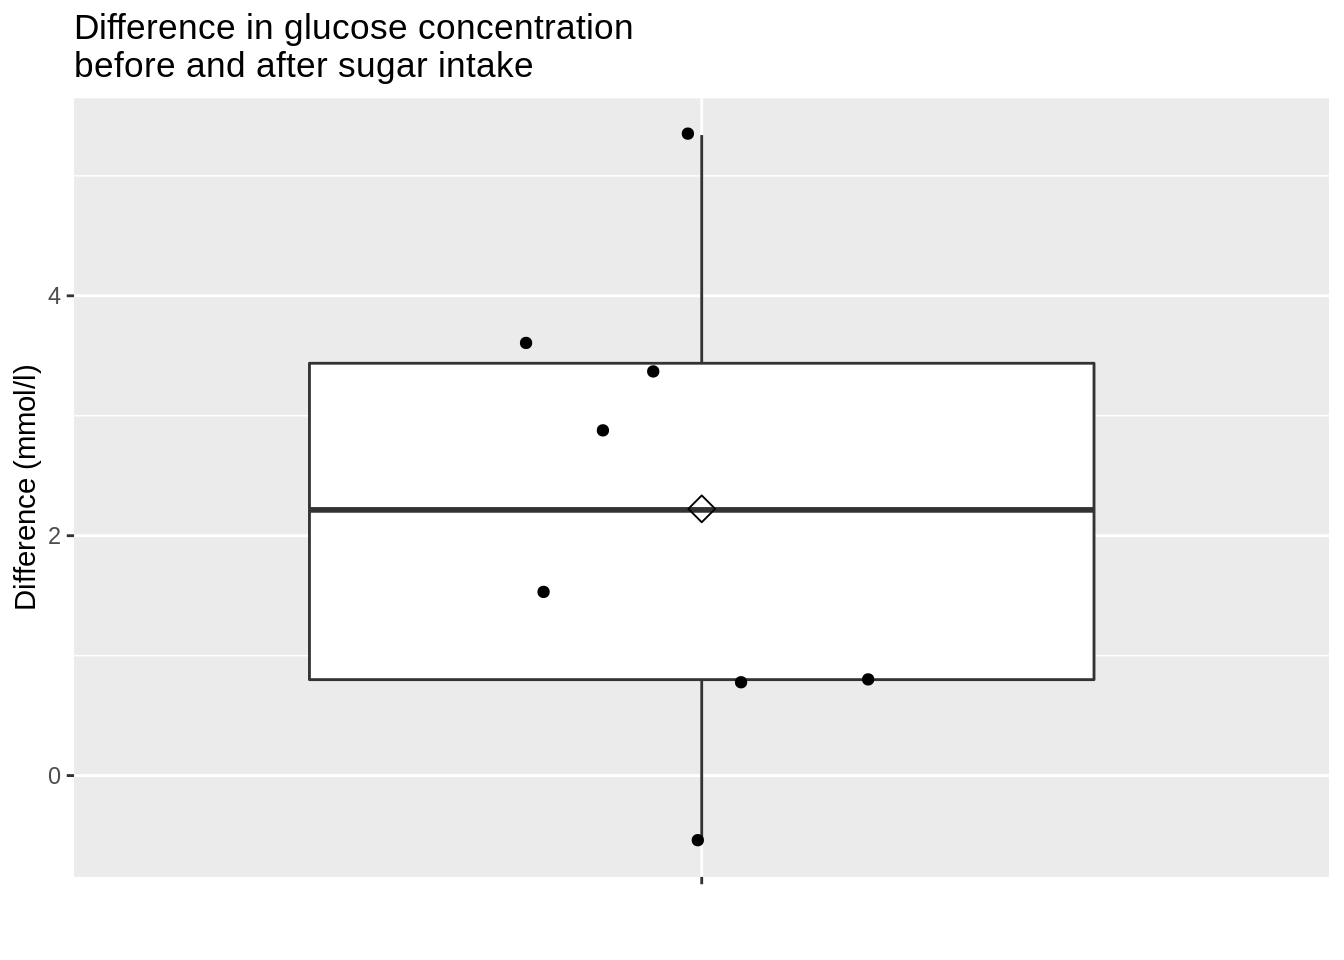 Difference in glucose concentration
before and after sugar intake
Difference (mmol/l)
4
2
0